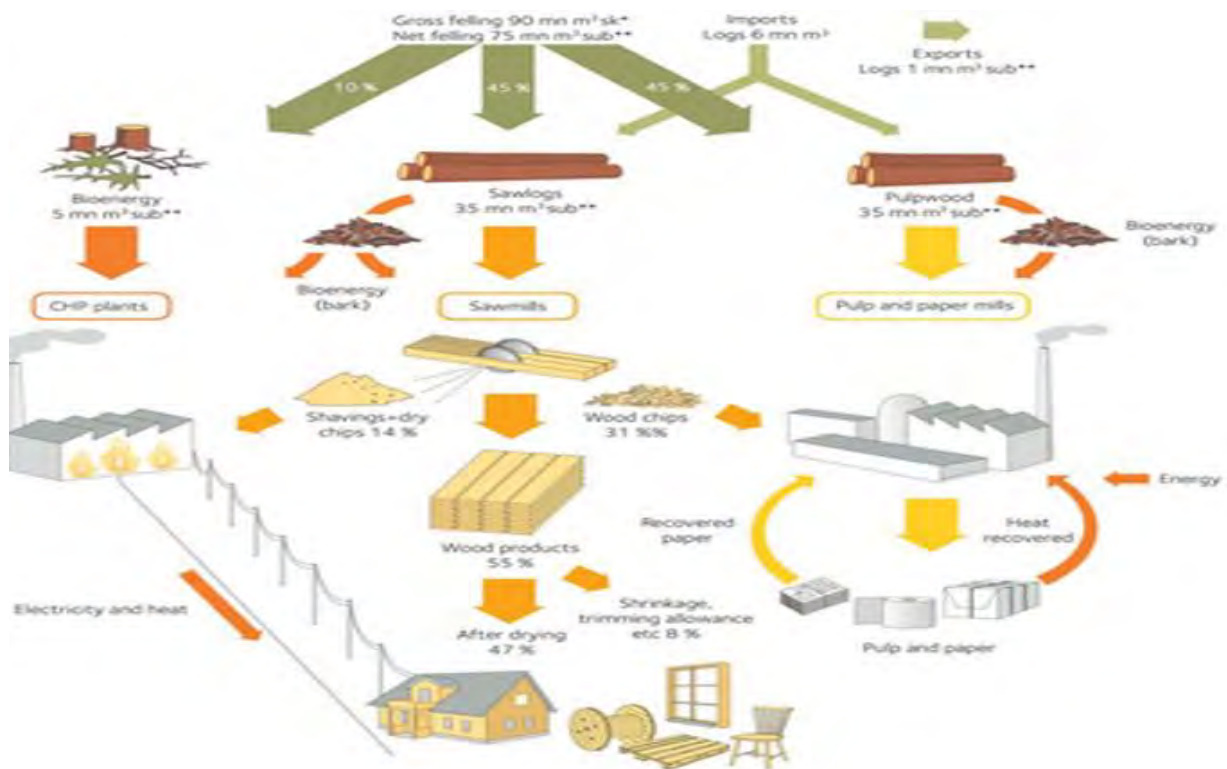 Gross felling 90 mn m³sk*
Net felling 75 mn m³sub**
Imports
Logs 6 mn m³
Exports
Logs 1 mn m³ sub**
10 %
45 %
45 %
Bioenergy
5 mn m³sub**
Sawlogs
35 mn m³sub**
Pulpwood
35 mn m³sub**
Bioenergy
(bark)
Bioenergy
(bark)
CHP plants
Sawmills
Pulp and paper mills
Shavings+dry
chips 14 %
Wood chips
31 %%
Energy
Recovered
paper
Heat
recovered
Wood products
55 %
Shrinkage,
trimming allowance
etc 8 %
Electricity and heat
After drying
47 %
Pulp and paper